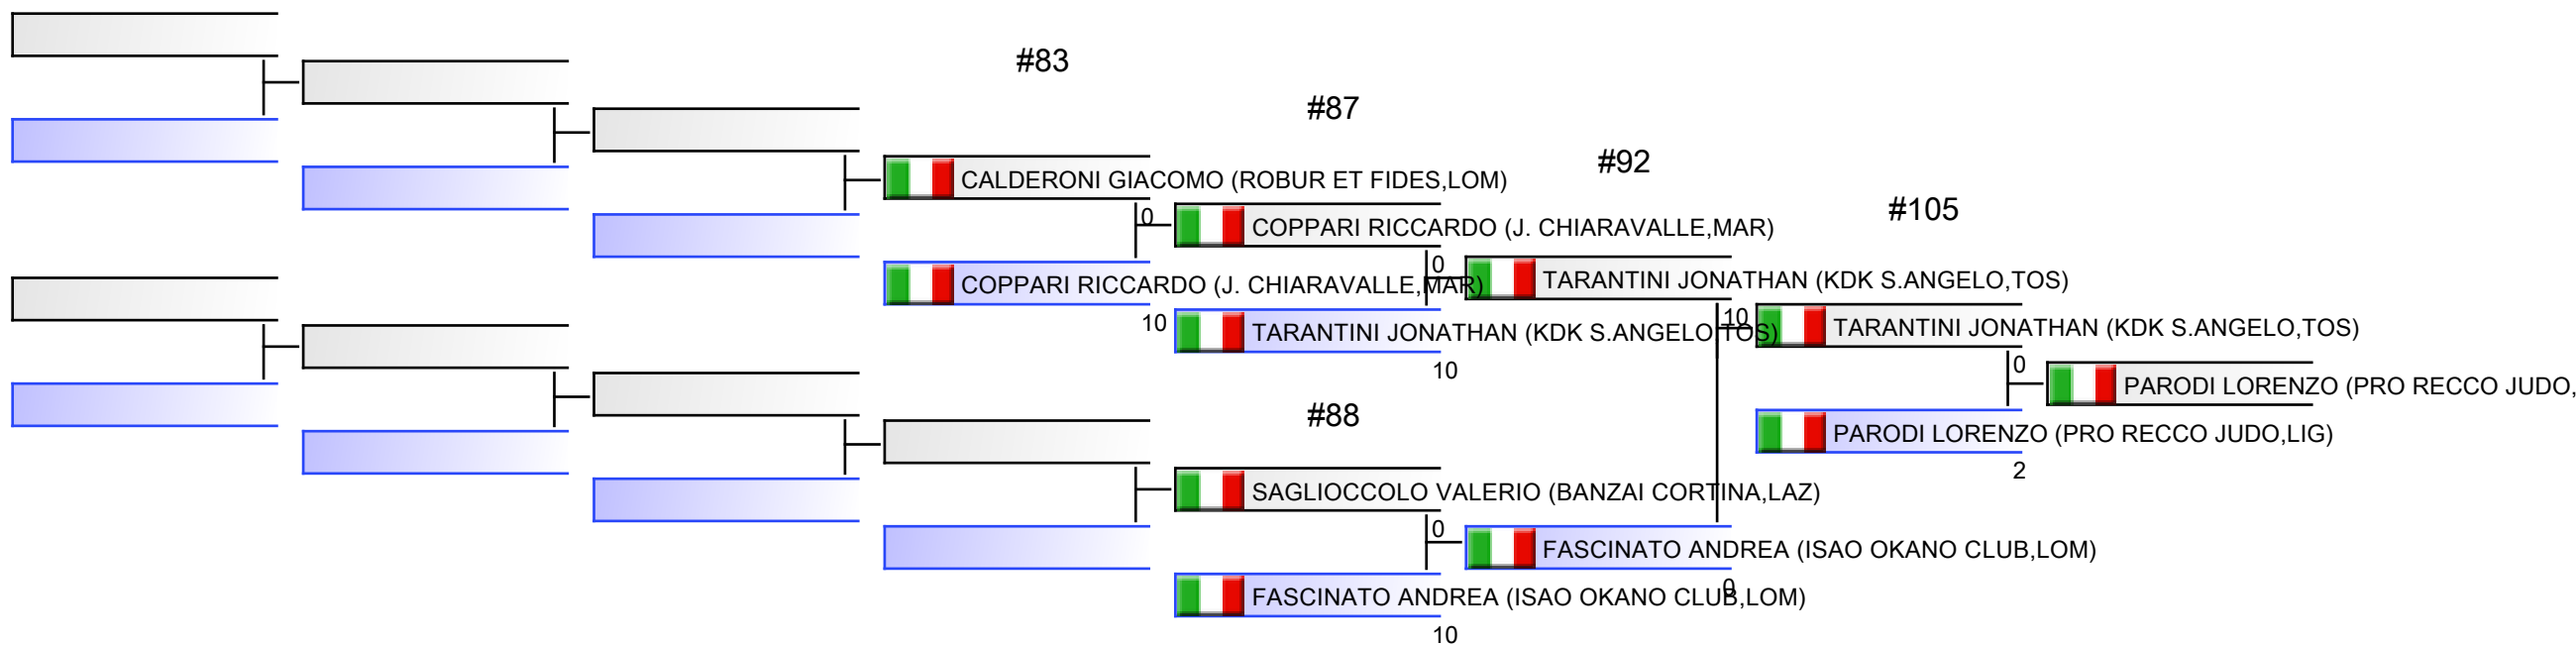 #83
#87
#92
#105
CALDERONI GIACOMO (ROBUR ET FIDES,LOM)
0
COPPARI RICCARDO (J. CHIARAVALLE,MAR)
0
COPPARI RICCARDO (J. CHIARAVALLE,MAR)
10
TARANTINI JONATHAN (KDK S.ANGELO,TOS)
10
TARANTINI JONATHAN (KDK S.ANGELO,TOS)
10
TARANTINI JONATHAN (KDK S.ANGELO,TOS)
0
PARODI LORENZO (PRO RECCO JUDO,
PARODI LORENZO (PRO RECCO JUDO,LIG)
2
#88
SAGLIOCCOLO VALERIO (BANZAI CORTINA,LAZ)
0
FASCINATO ANDREA (ISAO OKANO CLUB,LOM)
0
FASCINATO ANDREA (ISAO OKANO CLUB,LOM)
10